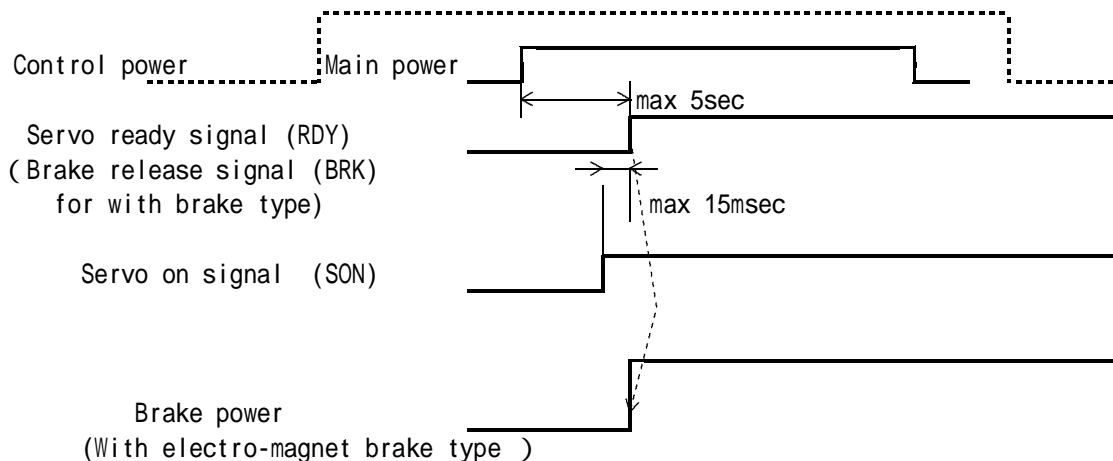 Control power
Main power
max 5sec
Servo ready signal (RDY)
(Brake release signal (BRK)
for with brake type)
max 15msec
Servo on signal (SON)
Brake power
(With electro-magnet brake type )